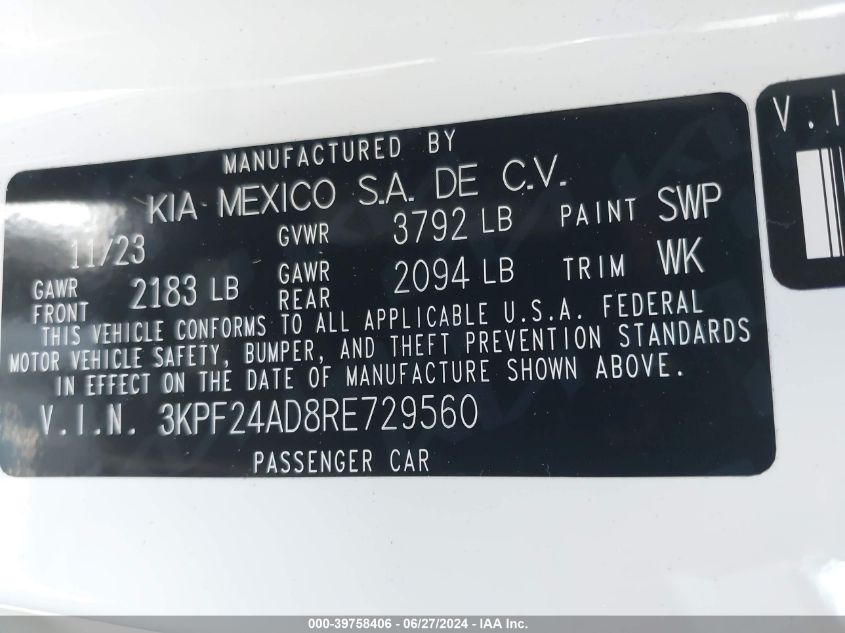 MANUFACTURED BY
KIA MEXICO S.A. DE C.V.
11/23 GVWR 3792 LB PAINT SWP
GAWR FRONT 2183 LB GAWR REAR 2094 LB TRIM WK
THIS VEHICLE CONFORMS TO ALL APPLICABLE U.S.A. FEDERAL
MOTOR VEHICLE SAFETY, BUMPER, AND THEFT PREVENTION STANDARDS
IN EFFECT ON THE DATE OF MANUFACTURE SHOWN ABOVE.
V.I.N. 3KPF24AD8RE729560
PASSENGER CAR
V.I
000-39758406 - 06/27/2024 - IAA Inc.